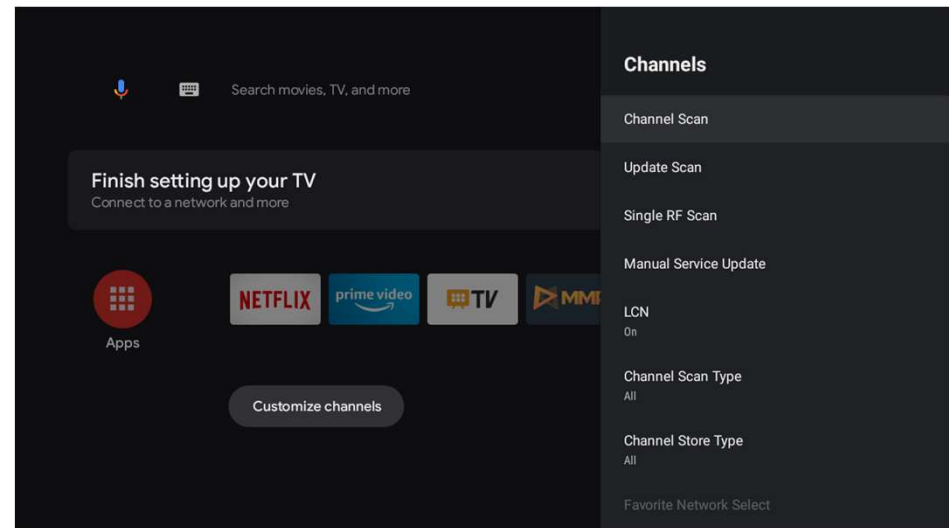 Search movies, TV, and more
Finish setting up your TV
Connect to a network and more
NETFLIX
prime video
TV
Apps
Customize channels
Channels
Channel Scan
Update Scan
Single RF Scan
Manual Service Update
LCN
On
Channel Scan Type
All
Channel Store Type
All
Favorite Network Select